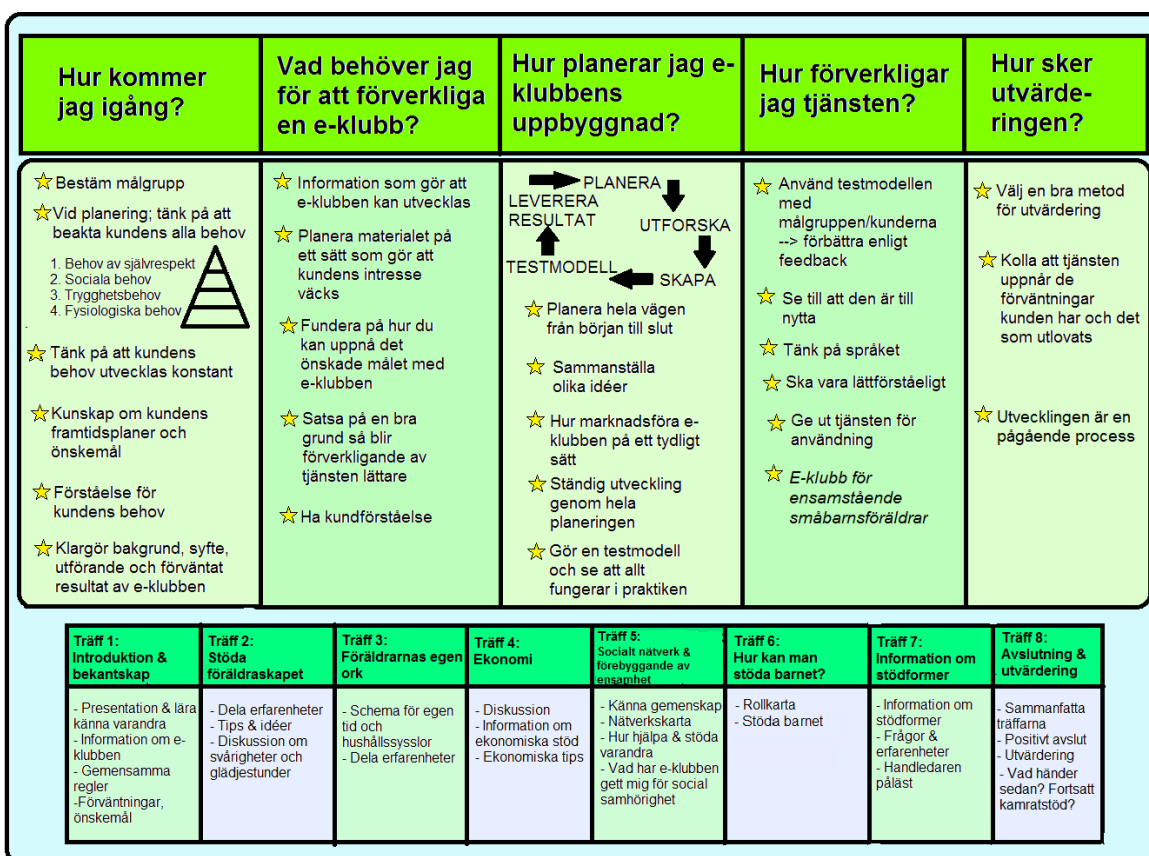 Hur kommer
jag igång?
Bestäm målgrupp
Vid planering; tänk på att
beakta kundens alla behov
1. Behov av självrespekt
2. Sociala behov
3. Trygghetsbehov
4. Fysiologiska behov
Tänk på att kundens
behov utvecklas konstant
Kunskap om kundens
framtidsplaner och
önskemål
Förståelse för
kundens behov
Klargör bakgrund, syfte,
utförande och förväntat
resultat av e-klubben
Vad behöver jag
för att förverkliga
en e-klubb?
Information som gör att
e-klubben kan utvecklas
Planera materialet på
ett sätt som gör att
kundens intresse
väcks
Fundera på hur du
kan uppnå det
önskade målet med
e-klubben
Satsa på en bra
grund så blir
förverkligande av
tjänsten lättare
Ha kundförståelse
Hur planerar jag e-
klubbens
uppbyggnad?
PLANERA
LEVERERA
RESULTAT
UTFORSKA
TESTMODELL
SKAPA
Planera hela vägen
från början till slut
Sammanställa
olika idéer
Hur marknadsföra e-
klubben på ett tydligt
sätt
Ständig utveckling
genom hela
planeringen
Gör en testmodell
och se att allt
fungerar i praktiken
Hur förverkligar
jag tjänsten?
Använd testmodellen
med
målgruppen/kunderna
--> förbättra enligt
feedback
Se till att den är till
nytta
Tänk på språket
Ska vara lättförståeligt
Ge ut tjänsten för
användning
E-klubb för
ensamstående
småbarnsföräldrar
Hur sker
utvärde-
ringen?
Välj en bra metod
för utvärdering
Kolla att tjänsten
uppnår de
förväntningar
kunden har och det
som utlovats
Utvecklingen är en
pågående process
Träff 1:
Introduktion &
bekantskap
- Presentation & lära
känna varandra
- Information om e-
klubben
- Gemensamma
regler
-Förväntningar,
önskemål
Träff 2:
Stöda
föräldraskapet
- Dela erfarenheter
- Tips & idéer
- Diskussion om
svårigheter och
glädjestunder
Träff 3:
Föräldrarnas egen
ork
- Schema för egen
tid och
hushållssysslor
- Dela erfarenheter
Träff 4:
Ekonomi
- Diskussion
- Information om
ekonomiska stöd
- Ekonomiska tips
Träff 5:
Socialt nätverk &
förebyggande av
ensamhet
- Känna gemenskap
- Nätverkskarta
- Hur hjälpa & stöda
varandra
- Vad har e-klubben
gett mig för social
samhörighet
Träff 6:
Hur kan man
stöda barnet?
- Rollkarta
- Stöda barnet
Träff 7:
Information om
stödformer
- Information om
stödformer
- Frågor &
erfarenheter
- Handledaren
påläst
Träff 8:
Avslutning &
utvärdering
- Sammanfatta
träffarna
- Positivt avslut
- Utvärdering
- Vad händer
sedan? Fortsatt
kamratstöd?